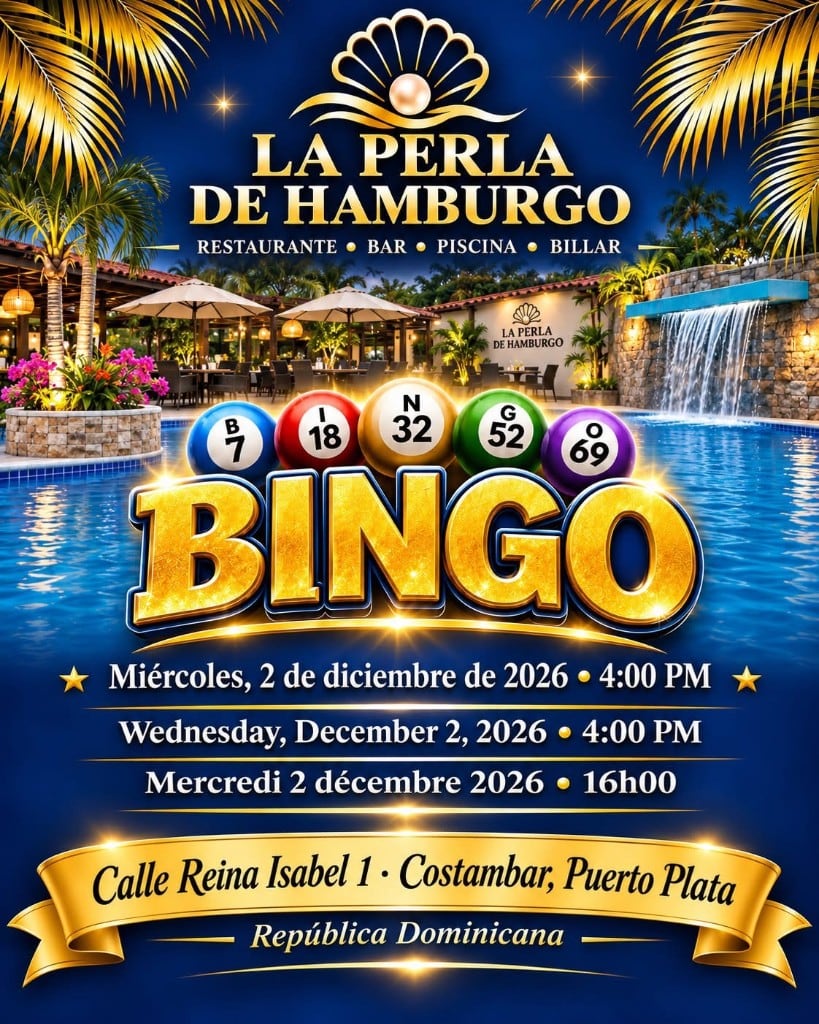 LA PERLA
DE HAMBURGO
RESTAURANTE • BAR • PISCINA • BILLAR
LA PERLA
DE HAMBURGO
B I N G O
7 18 32 52 69
BINGO
Miércoles, 2 de diciembre de 2026 • 4:00 PM
Wednesday, December 2, 2026 • 4:00 PM
Mercredi 2 décembre 2026 • 16h00
Calle Reina Isabel 1 · Costambar, Puerto Plata
República Dominicana